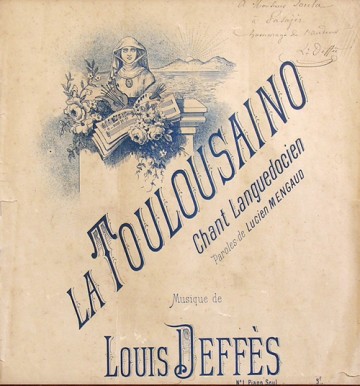 LA TOULOUSAINO
Chant Languedocien
Paroles de Lucien MENGAUD
Musique de
LOUIS DEFFÈS
N° 1. Piano Seul